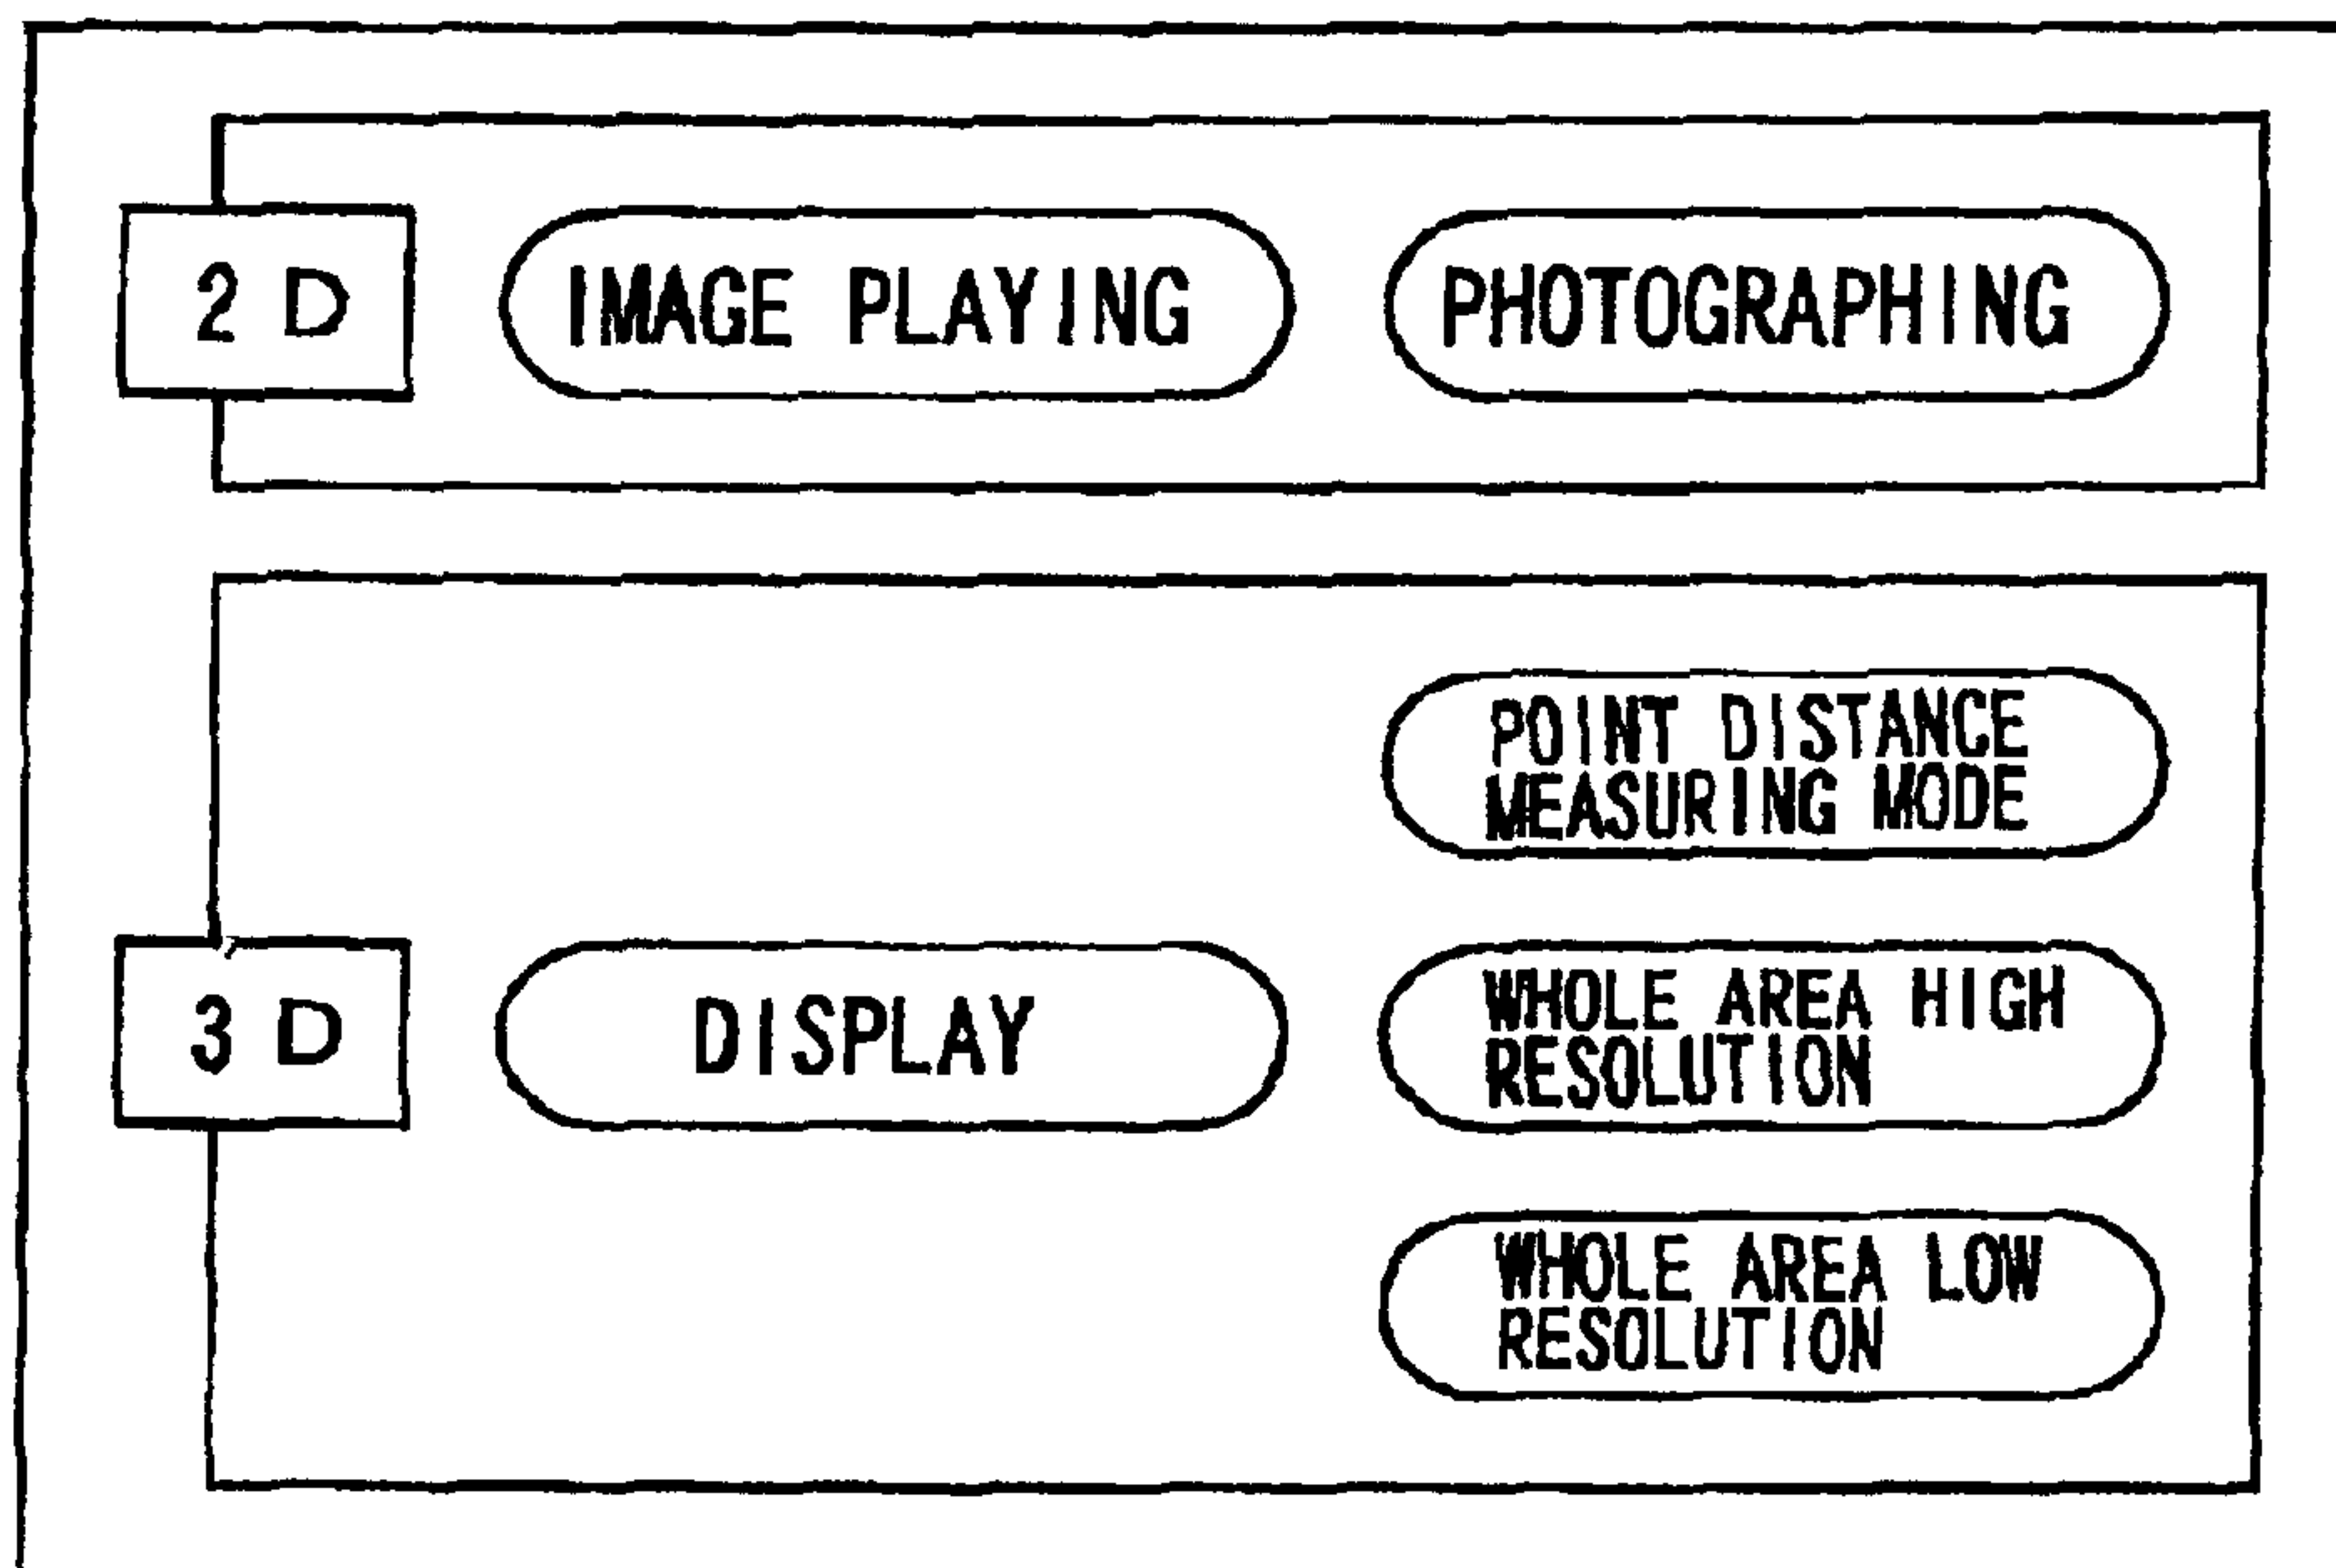 2 D
IMAGE PLAYING
PHOTOGRAPHING
POINT DISTANCE
MEASURING MODE
3 D
DISPLAY
WHOLE AREA HIGH
RESOLUTION
WHOLE AREA LOW
RESOLUTION